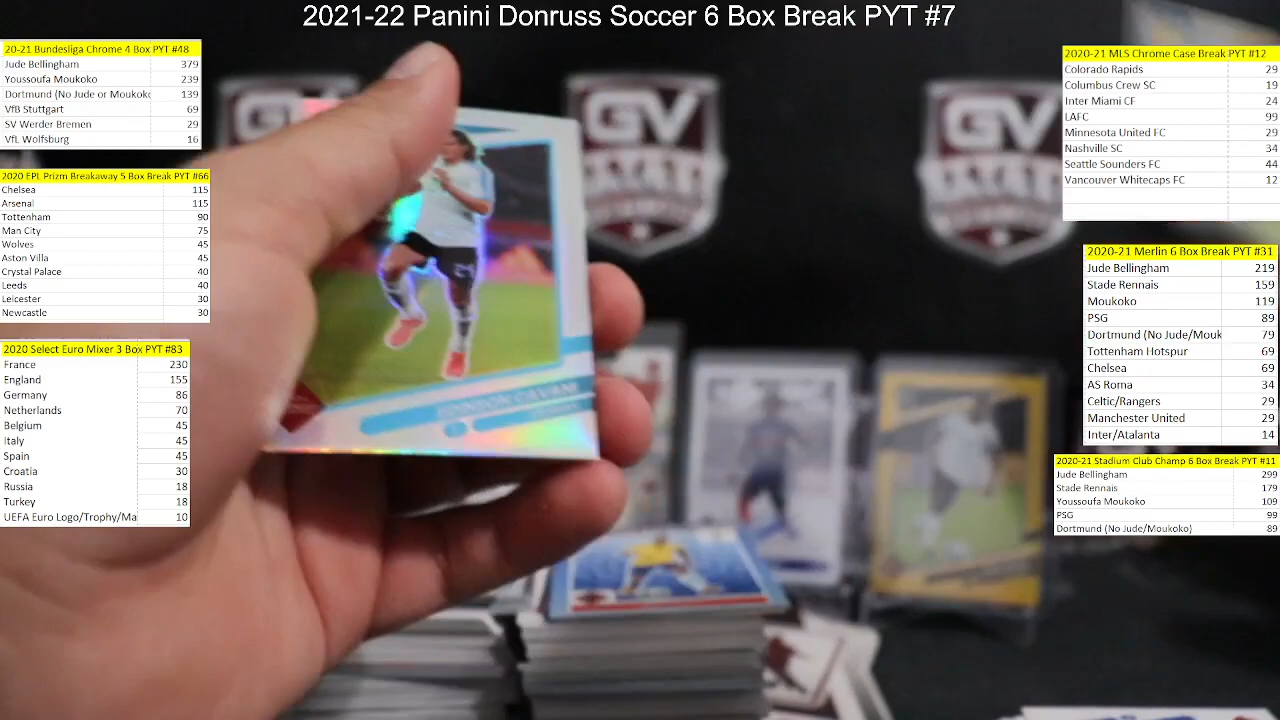 2021-22 Panini Donruss Soccer 6 Box Break PYT #7
20-21 Bundesliga Chrome 4 Box PYT #48
Jude Bellingham 379
Youssoufa Moukoko 239
Dortmund (No Jude or Moukoko 139
VfB Stuttgart 69
SV Werder Bremen 29
VfL Wolfsburg 16
2020 EPL Prizm Breakaway 5 Box Break PYT #66
Chelsea 115
Arsenal 115
Tottenham 90
Man City 75
Wolves 45
Aston Villa 45
Crystal Palace 40
Leeds 40
Leicester 30
Newcastle 30
2020 Select Euro Mixer 3 Box PYT #83
France 230
England 155
Germany 86
Netherlands 70
Belgium 45
Italy 45
Spain 45
Croatia 30
Russia 18
Turkey 18
UEFA Euro Logo/Trophy/Ma 10
2020-21 MLS Chrome Case Break PYT #12
Colorado Rapids 29
Columbus Crew SC 19
Inter Miami CF 24
LAFC 99
Minnesota United FC 29
Nashville SC 34
Seattle Sounders FC 44
Vancouver Whitecaps FC 12
2020-21 Merlin 6 Box Break PYT #31
Jude Bellingham 219
Stade Rennais 159
Moukoko 119
PSG 89
Dortmund (No Jude/Mouk 79
Tottenham Hotspur 69
Chelsea 69
AS Roma 34
Celtic/Rangers 29
Manchester United 29
Inter/Atalanta 14
2020-21 Stadium Club Champ 6 Box Break PYT #11
Jude Bellingham 299
Stade Rennais 179
Youssoufa Moukoko 109
PSG 99
Dortmund (No Jude/Moukoko) 89
GV
GV
CAVANI